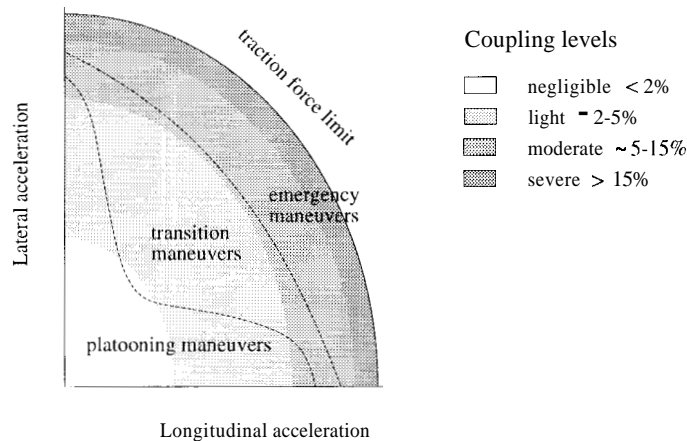 traction force limit
Lateral acceleration
emergency
maneuvers
transition
maneuvers
platooning maneuvers
Longitudinal acceleration
Coupling levels
negligible < 2%
light - 2-5%
moderate ~ 5-15%
severe > 15%